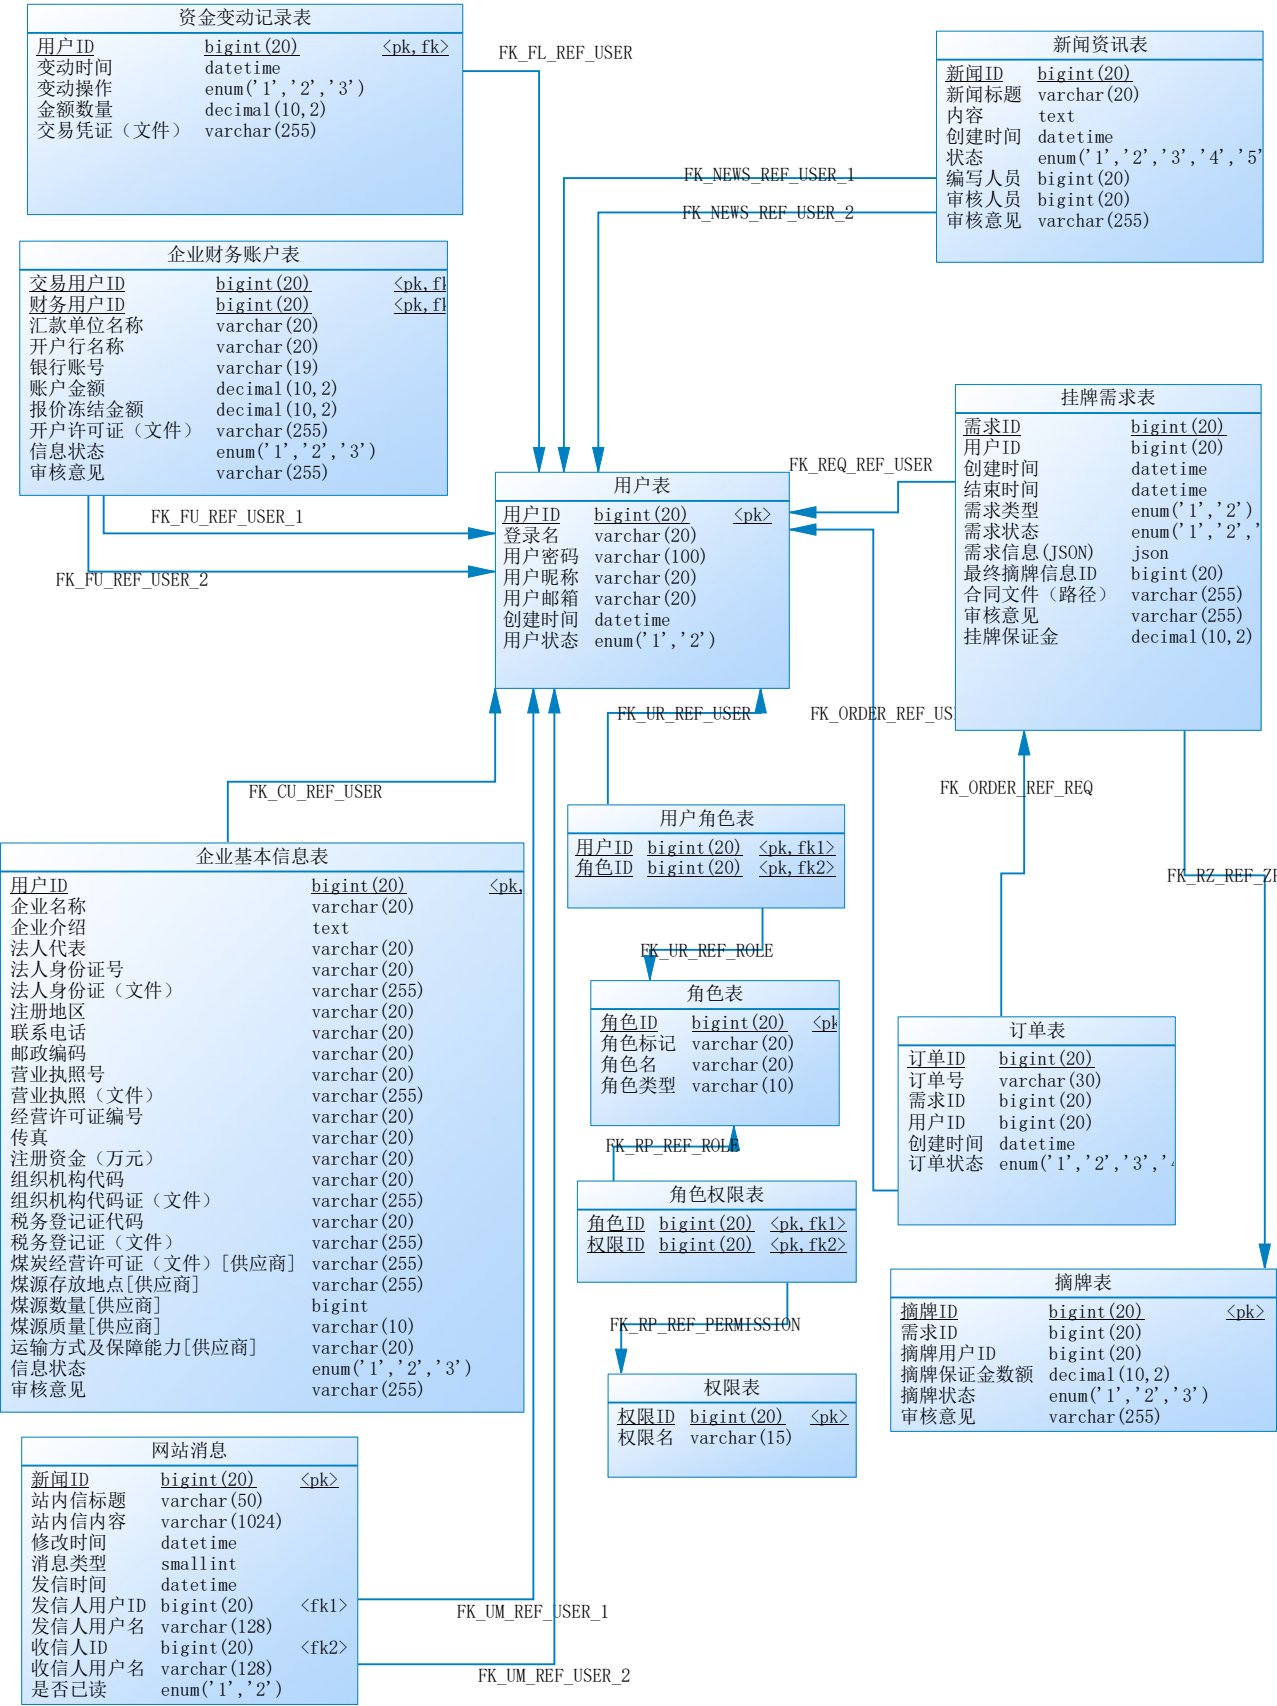 资金变动记录表
用户ID bigint(20) <pk,fk>
变动时间 datetime
变动操作 enum('1','2','3')
金额数量 decimal(10,2)
交易凭证（文件） varchar(255)
FK_FL_REF_USER
新闻资讯表
新闻ID bigint(20)
新闻标题 varchar(20)
内容 text
创建时间 datetime
状态 enum('1','2','3','4','5'
编写人员 bigint(20)
审核人员 bigint(20)
审核意见 varchar(255)
FK_NEWS_REF_USER_1
FK_NEWS_REF_USER_2
企业财务账户表
交易用户ID bigint(20) <pk,f
财务用户ID bigint(20) <pk,f
汇款单位名称 varchar(20)
开户行名称 varchar(20)
银行账号 varchar(19)
账户金额 decimal(10,2)
报价冻结金额 decimal(10,2)
开户许可证（文件） varchar(255)
信息状态 enum('1','2','3')
审核意见 varchar(255)
FK_FU_REF_USER_1
FK_FU_REF_USER_2
用户表
用户ID bigint(20) <pk>
登录名 varchar(20)
用户密码 varchar(100)
用户昵称 varchar(20)
用户邮箱 varchar(20)
创建时间 datetime
用户状态 enum('1','2')
FK_REQ_REF_USER
挂牌需求表
需求ID bigint(20)
用户ID bigint(20)
创建时间 datetime
结束时间 datetime
需求类型 enum('1','2')
需求状态 enum('1','2','
需求信息(JSON) json
最终摘牌信息ID bigint(20)
合同文件（路径） varchar(255)
审核意见 varchar(255)
挂牌保证金 decimal(10,2)
FK_UR_REF_USER
FK_ORDER_REF_US
FK_CU_REF_USER
FK_ORDER_REF_REQ
用户角色表
用户ID bigint(20) <pk,fk1>
角色ID bigint(20) <pk,fk2>
FK_UR_REF_ROLE
FK_RZ_REF_Z
企业基本信息表
用户ID bigint(20) <pk,
企业名称 varchar(20)
企业介绍 text
法人代表 varchar(20)
法人身份证号 varchar(20)
法人身份证（文件） varchar(255)
注册地区 varchar(20)
联系电话 varchar(20)
邮政编码 varchar(20)
营业执照号 varchar(20)
营业执照（文件） varchar(255)
经营许可证编号 varchar(20)
传真 varchar(20)
注册资金（万元） varchar(20)
组织机构代码 varchar(20)
组织机构代码证（文件） varchar(255)
税务登记证代码 varchar(20)
税务登记证（文件） varchar(255)
煤炭经营许可证（文件）[供应商] varchar(255)
煤源存放地点[供应商] varchar(255)
煤源数量[供应商] bigint
煤源质量[供应商] varchar(10)
运输方式及保障能力[供应商] varchar(20)
信息状态 enum('1','2','3')
审核意见 varchar(255)
角色表
角色ID bigint(20) <pk
角色标记 varchar(20)
角色名 varchar(20)
角色类型 varchar(10)
FK_RP_REF_ROLE
角色权限表
角色ID bigint(20) <pk,fk1>
权限ID bigint(20) <pk,fk2>
FK_RP_REF_PERMISSION
权限表
权限ID bigint(20) <pk>
权限名 varchar(15)
订单表
订单ID bigint(20)
订单号 varchar(30)
需求ID bigint(20)
用户ID bigint(20)
创建时间 datetime
订单状态 enum('1','2','3','
摘牌表
摘牌ID bigint(20) <pk>
需求ID bigint(20)
摘牌用户ID bigint(20)
摘牌保证金数额 decimal(10,2)
摘牌状态 enum('1','2','3')
审核意见 varchar(255)
网站消息
新闻ID bigint(20) <pk>
站内信标题 varchar(50)
站内信内容 varchar(1024)
修改时间 datetime
消息类型 smallint
发信时间 datetime
发信人用户ID bigint(20) <fk1>
发信人用户名 varchar(128)
收信人ID bigint(20) <fk2>
收信人用户名 varchar(128)
是否已读 enum('1','2')
FK_UM_REF_USER_1
FK_UM_REF_USER_2